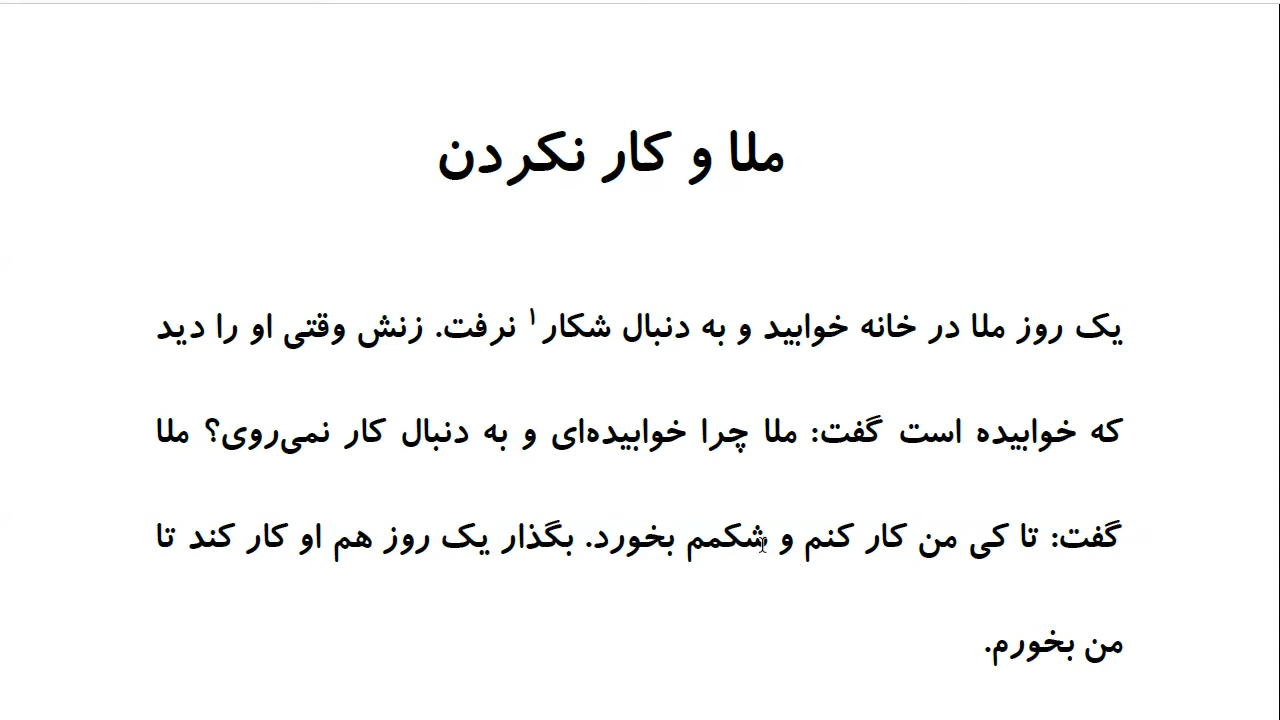 ملا و کار نکردن
یک روز ملا در خانه خوابید و به دنبال شکار۱ نرفت. زنش وقتی او را دید
که خوابیده است گفت: ملا چرا خوابیده‌ای و به دنبال کار نمی‌روی؟ ملا
گفت: تا کی من کار کنم و شکمم بخورد. بگذار یک روز هم او کار کند تا
من بخورم.